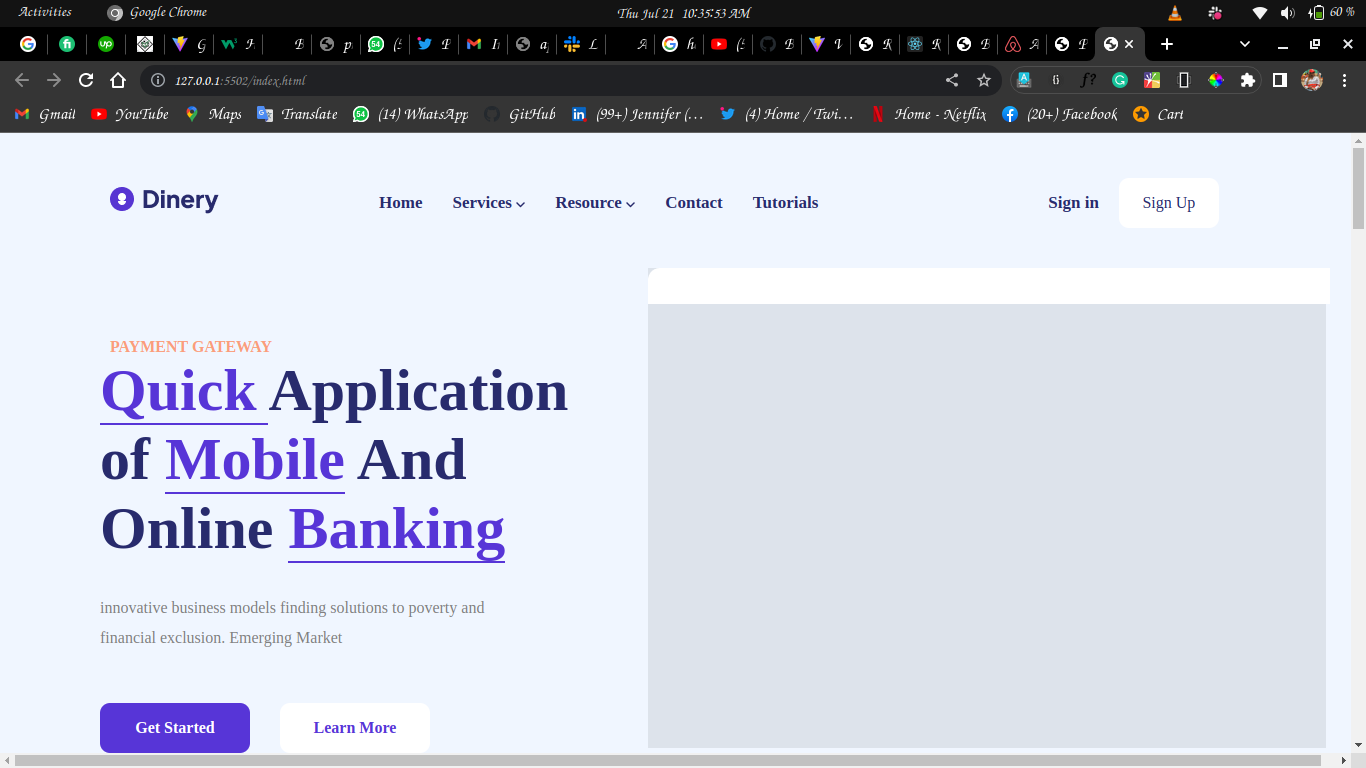 Activities Google Chrome Thu Jul 21 10:35:53 AM 60 %
127.0.0.1:5502/index.html
Gmail YouTube Maps Translate (14) WhatsApp GitHub (99+) Jennifer (... (4) Home / Twi... Home - Netflix (20+) Facebook Cart
Dinery Home Services Resource Contact Tutorials Sign in Sign Up
PAYMENT GATEWAY
Quick Application
of Mobile And
Online Banking
innovative business models finding solutions to poverty and
financial exclusion. Emerging Market
Get Started Learn More